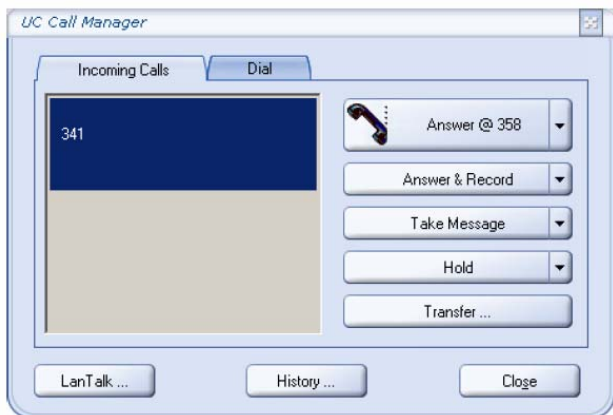 UC Call Manager
Incoming Calls
Dial
341
Answer @ 358
Answer & Record
Take Message
Hold
Transfer ...
LanTalk ...
History ...
Close